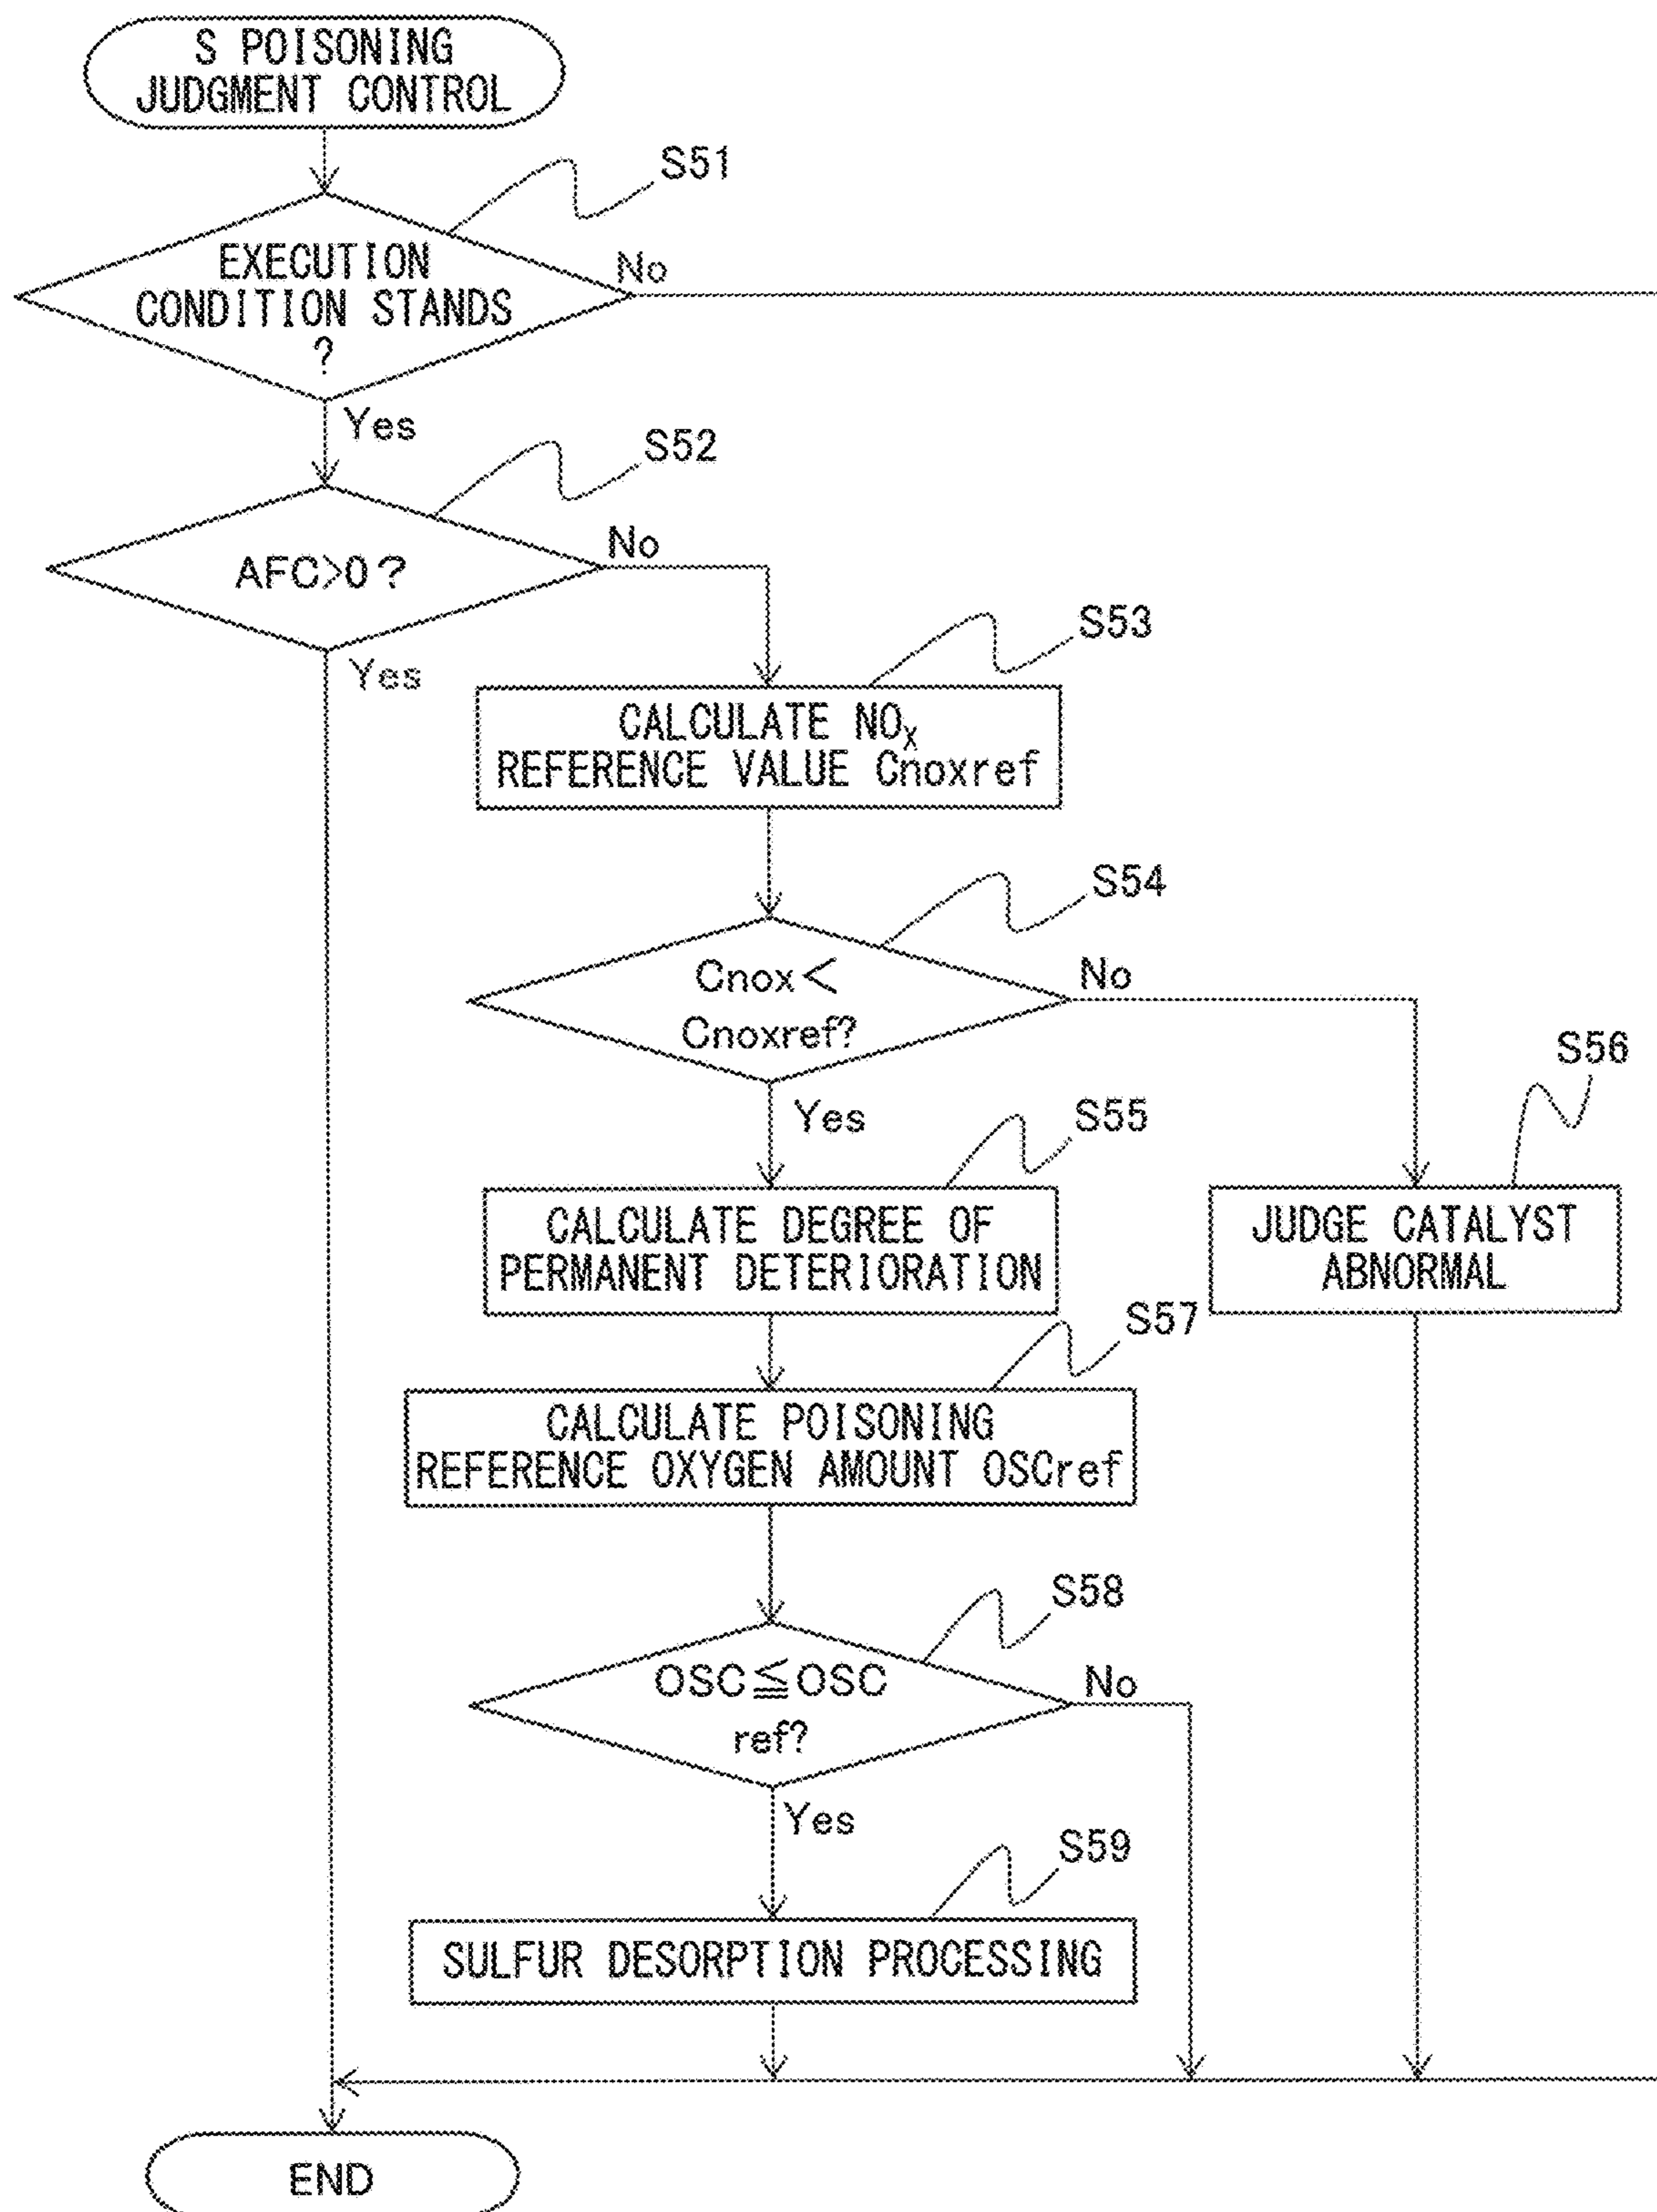 S POISONING
JUDGMENT CONTROL
S51
EXECUTION
CONDITION STANDS
?
No
Yes
S52
AFC>0?
No
Yes
S53
CALCULATE NOX
REFERENCE VALUE Cnoxref
S54
Cnox<
Cnoxref?
No
Yes
S55
S56
CALCULATE DEGREE OF
PERMANENT DETERIORATION
JUDGE CATALYST
ABNORMAL
S57
CALCULATE POISONING
REFERENCE OXYGEN AMOUNT OSCref
S58
OSC≦OSC
ref?
No
Yes
S59
SULFUR DESORPTION PROCESSING
END